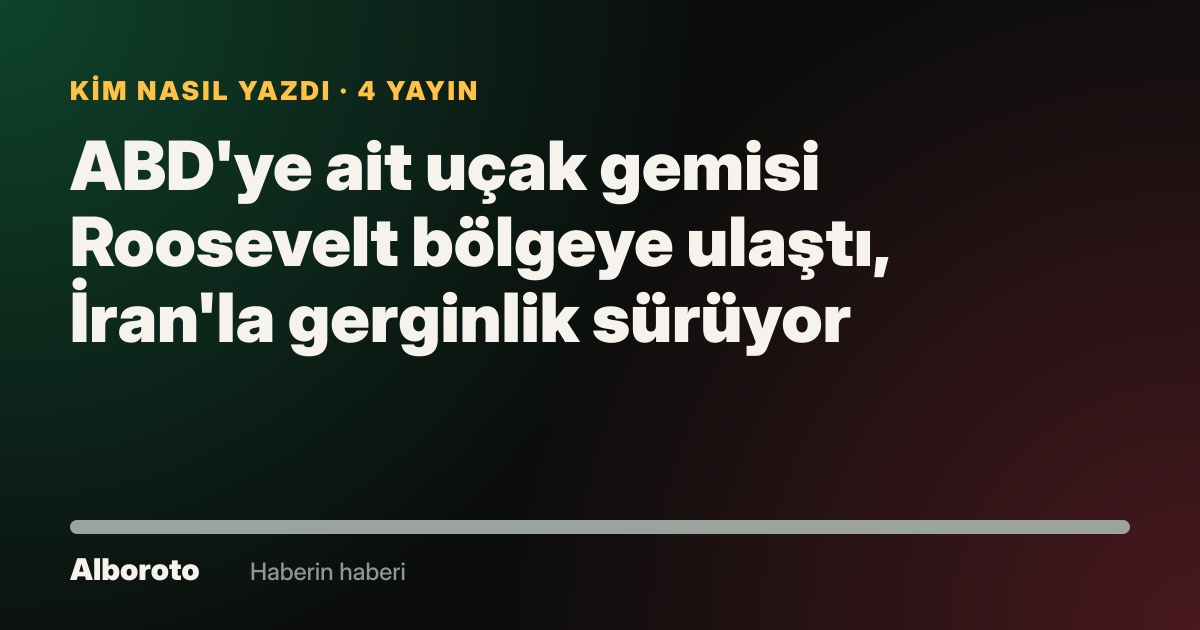 KİM NASIL YAZDI · 4 YAYIN
ABD'ye ait uçak gemisi
Roosevelt bölgeye ulaştı,
İran'la gerginlik sürüyor
Alboroto Haberin haberi